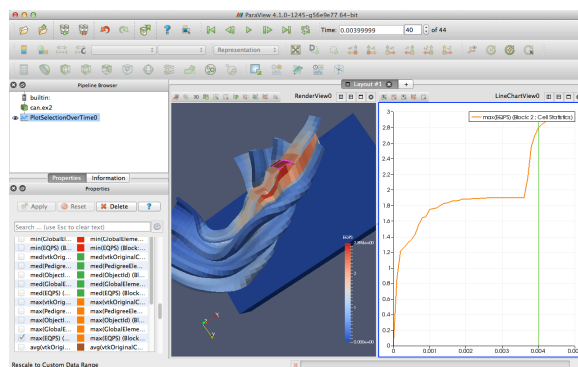 ParaView 4.1.0-1245-g56e9e77 64-bit
Time: 0.00399999 40 of 44
Representation
Pipeline Browser
builtin:
can.ex2
PlotSelectionOverTime0
Properties Information
Properties
Apply Reset Delete ?
Search ... (use Esc to clear text)
min(GlobalEl... min(GlobalEleme...
min(EQPS) (B... min(EQPS) (Block:...
med(vtkOrigi... med(vtkOriginalC...
med(Pedigre... med(PedigreeEle...
med(ObjectI... med(ObjectId) (Bl...
med(GlobalE... med(GlobalEleme...
med(EQPS) (... med(EQPS) (Block...
max(vtkOrigi... max(vtkOriginalC...
max(Pedigre... max(PedigreeEle...
max(ObjectI... max(ObjectId) (Bl...
max(GlobalE... max(GlobalEleme...
max(EQPS) (... max(EQPS) (Block...
avg(vtkOrigi... avg(vtkOriginalC...
Rescale to Custom Data Range
Layout #1
3D
RenderView0
EQPS
2
1
X
Y
LineChartView0
max(EQPS) (Block: 2 : Cell Statistics)
3
2.8
2.6
2.4
2.2
2
1.8
1.6
1.4
1.2
1
0.8
0.6
0.4
0.2
0
0 0.001 0.002 0.003 0.004